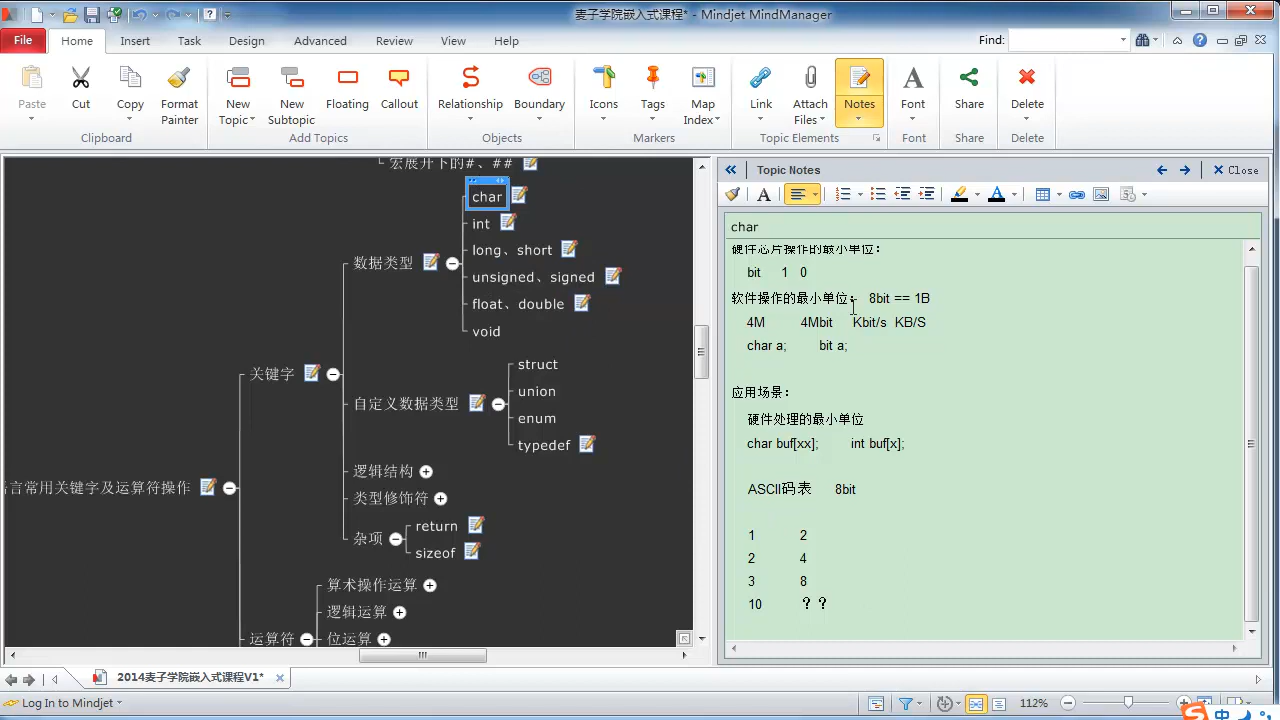 麦子学院嵌入式课程* - Mindjet MindManager
File Home Insert Task Design Advanced Review View Help Find:
Paste Cut Copy Format Painter New Topic New Subtopic Floating Callout Relationship Boundary Icons Tags Map Index Link Attach Files Notes Font Share Delete
Clipboard Add Topics Objects Markers Topic Elements Font Share Delete
宏展开下的#、##
char
int
数据类型
long、short
unsigned、signed
float、double
void
关键字
struct
union
自定义数据类型
enum
typedef
逻辑结构
言常用关键字及运算符操作
类型修饰符
return
杂项
sizeof
算术操作运算
逻辑运算
运算符
位运算
Topic Notes
Close
char
硬件芯片操作的最小单位：
bit 1 0
软件操作的最小单位： 8bit == 1B
4M 4Mbit Kbit/s KB/S
char a; bit a;
应用场景：
硬件处理的最小单位
char buf[xx]; int buf[x];
ASCII码表 8bit
1 2
2 4
3 8
10 ？？
2014麦子学院嵌入式课程V1*
Log In to Mindjet
112%
中